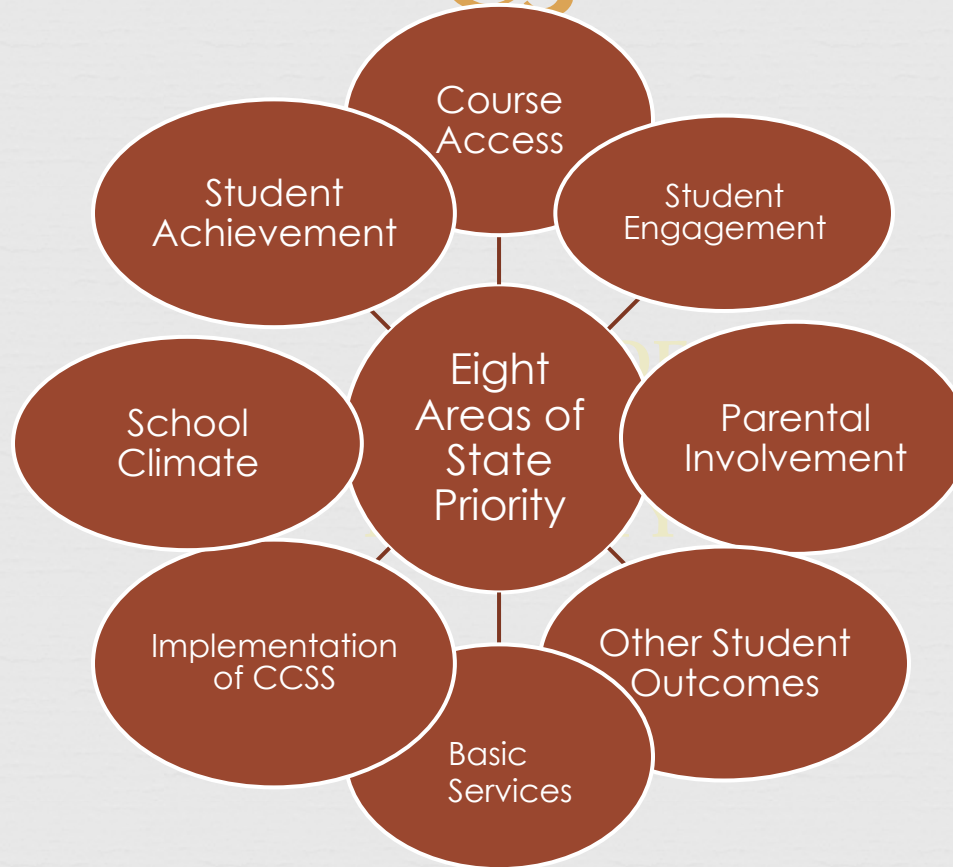 Course
Access
Student
Engagement
Parental
Involvement
Other Student
Outcomes
Basic
Services
Implementation
of CCSS
School
Climate
Student
Achievement
Eight
Areas of
State
Priority